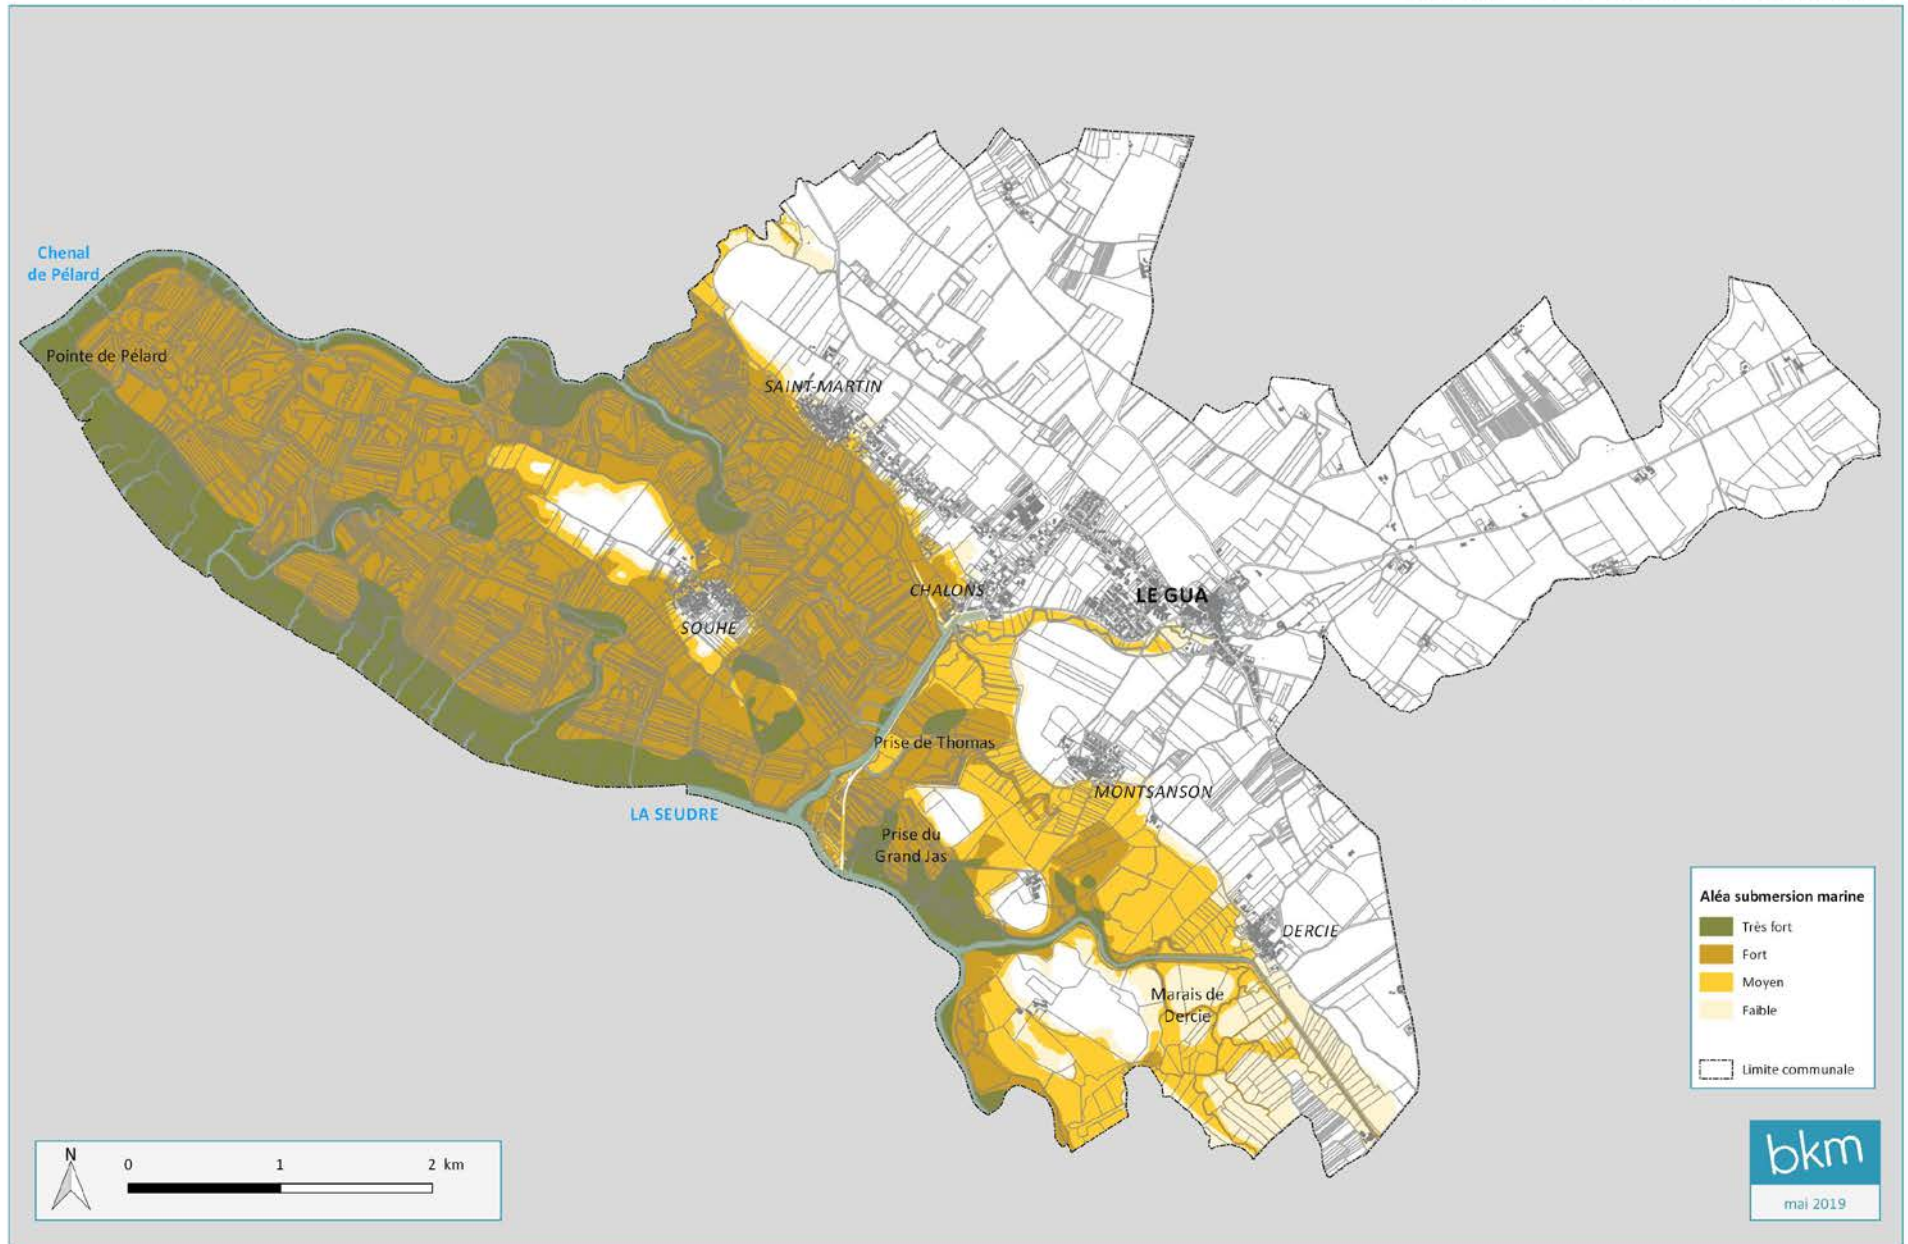 Chenal
de Pélard
Pointe de Pélard
SAINT-MARTIN
CHALONS
LE GUA
SOUHE
Prise de Thomas
MONTSANSON
LA SEUDRE
Prise du
Grand Jas
DERCIE
Marais de
Dercie
Aléa submersion marine
Très fort
Fort
Moyen
Faible
Limite communale
N
0 1 2 km
bkm
mai 2019